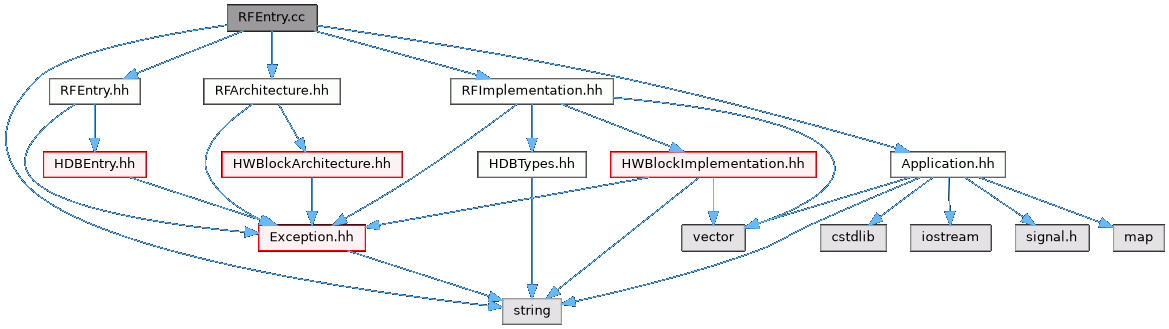 RFEntry.cc
RFEntry.hh
RFArchitecture.hh
RFImplementation.hh
HDBEntry.hh
HWBlockArchitecture.hh
HDBTypes.hh
HWBlockImplementation.hh
Application.hh
Exception.hh
vector
cstdlib
iostream
signal.h
map
string